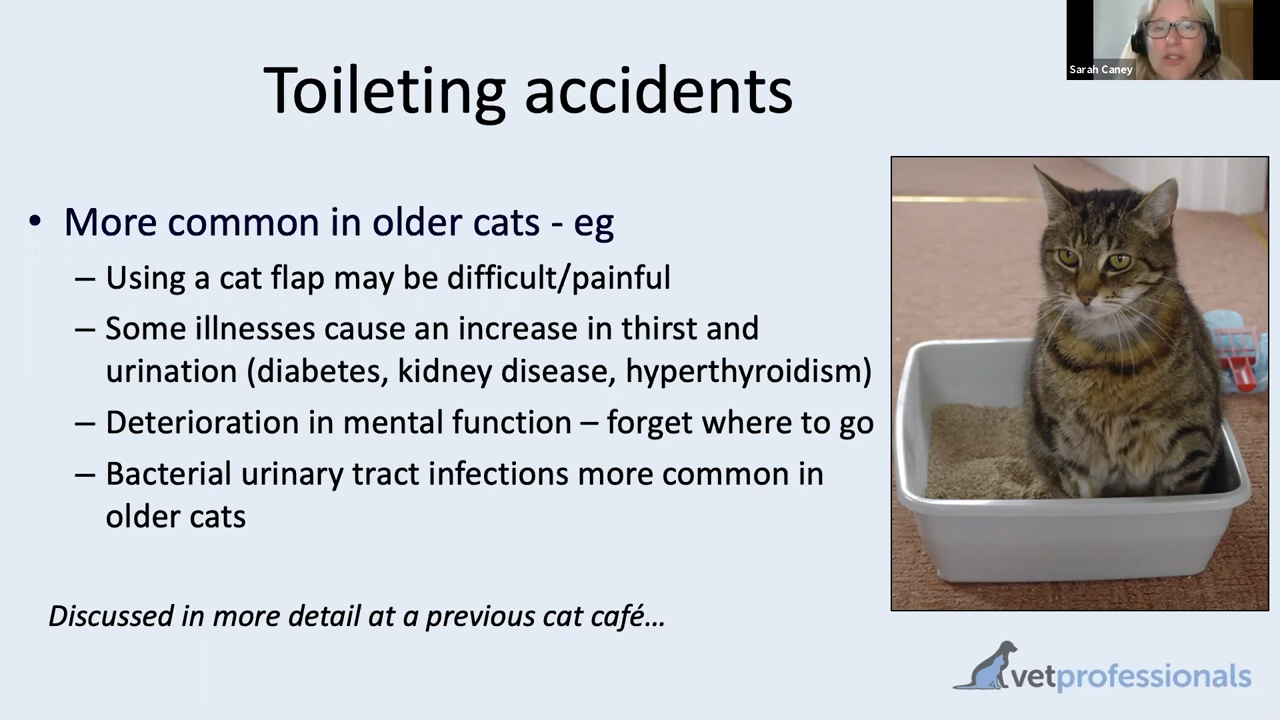 Sarah Caney
Toileting accidents
• More common in older cats - eg
– Using a cat flap may be difficult/painful
– Some illnesses cause an increase in thirst and
urination (diabetes, kidney disease, hyperthyroidism)
– Deterioration in mental function – forget where to go
– Bacterial urinary tract infections more common in
older cats
Discussed in more detail at a previous cat café...
vetprofessionals